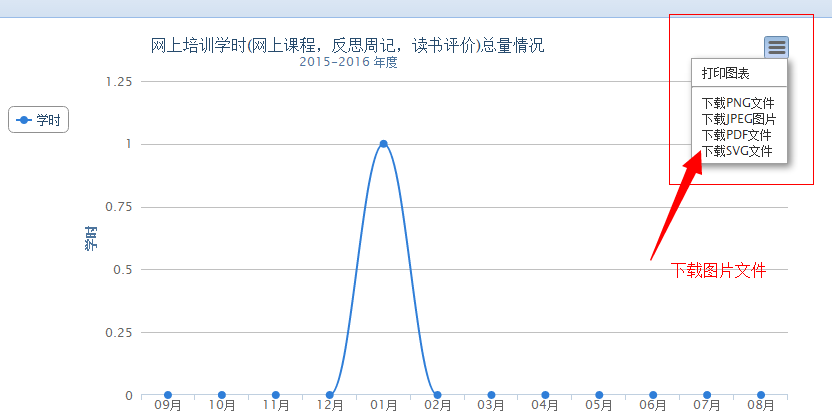 网上培训学时(网上课程，反思周记，读书评价)总量情况
2015-2016 年度
打印图表
下载PNG文件
下载JPEG图片
下载PDF文件
下载SVG文件
下载图片文件
学时
学时
1.25
1
0.75
0.5
0.25
0
09月 10月 11月 12月 01月 02月 03月 04月 05月 06月 07月 08月